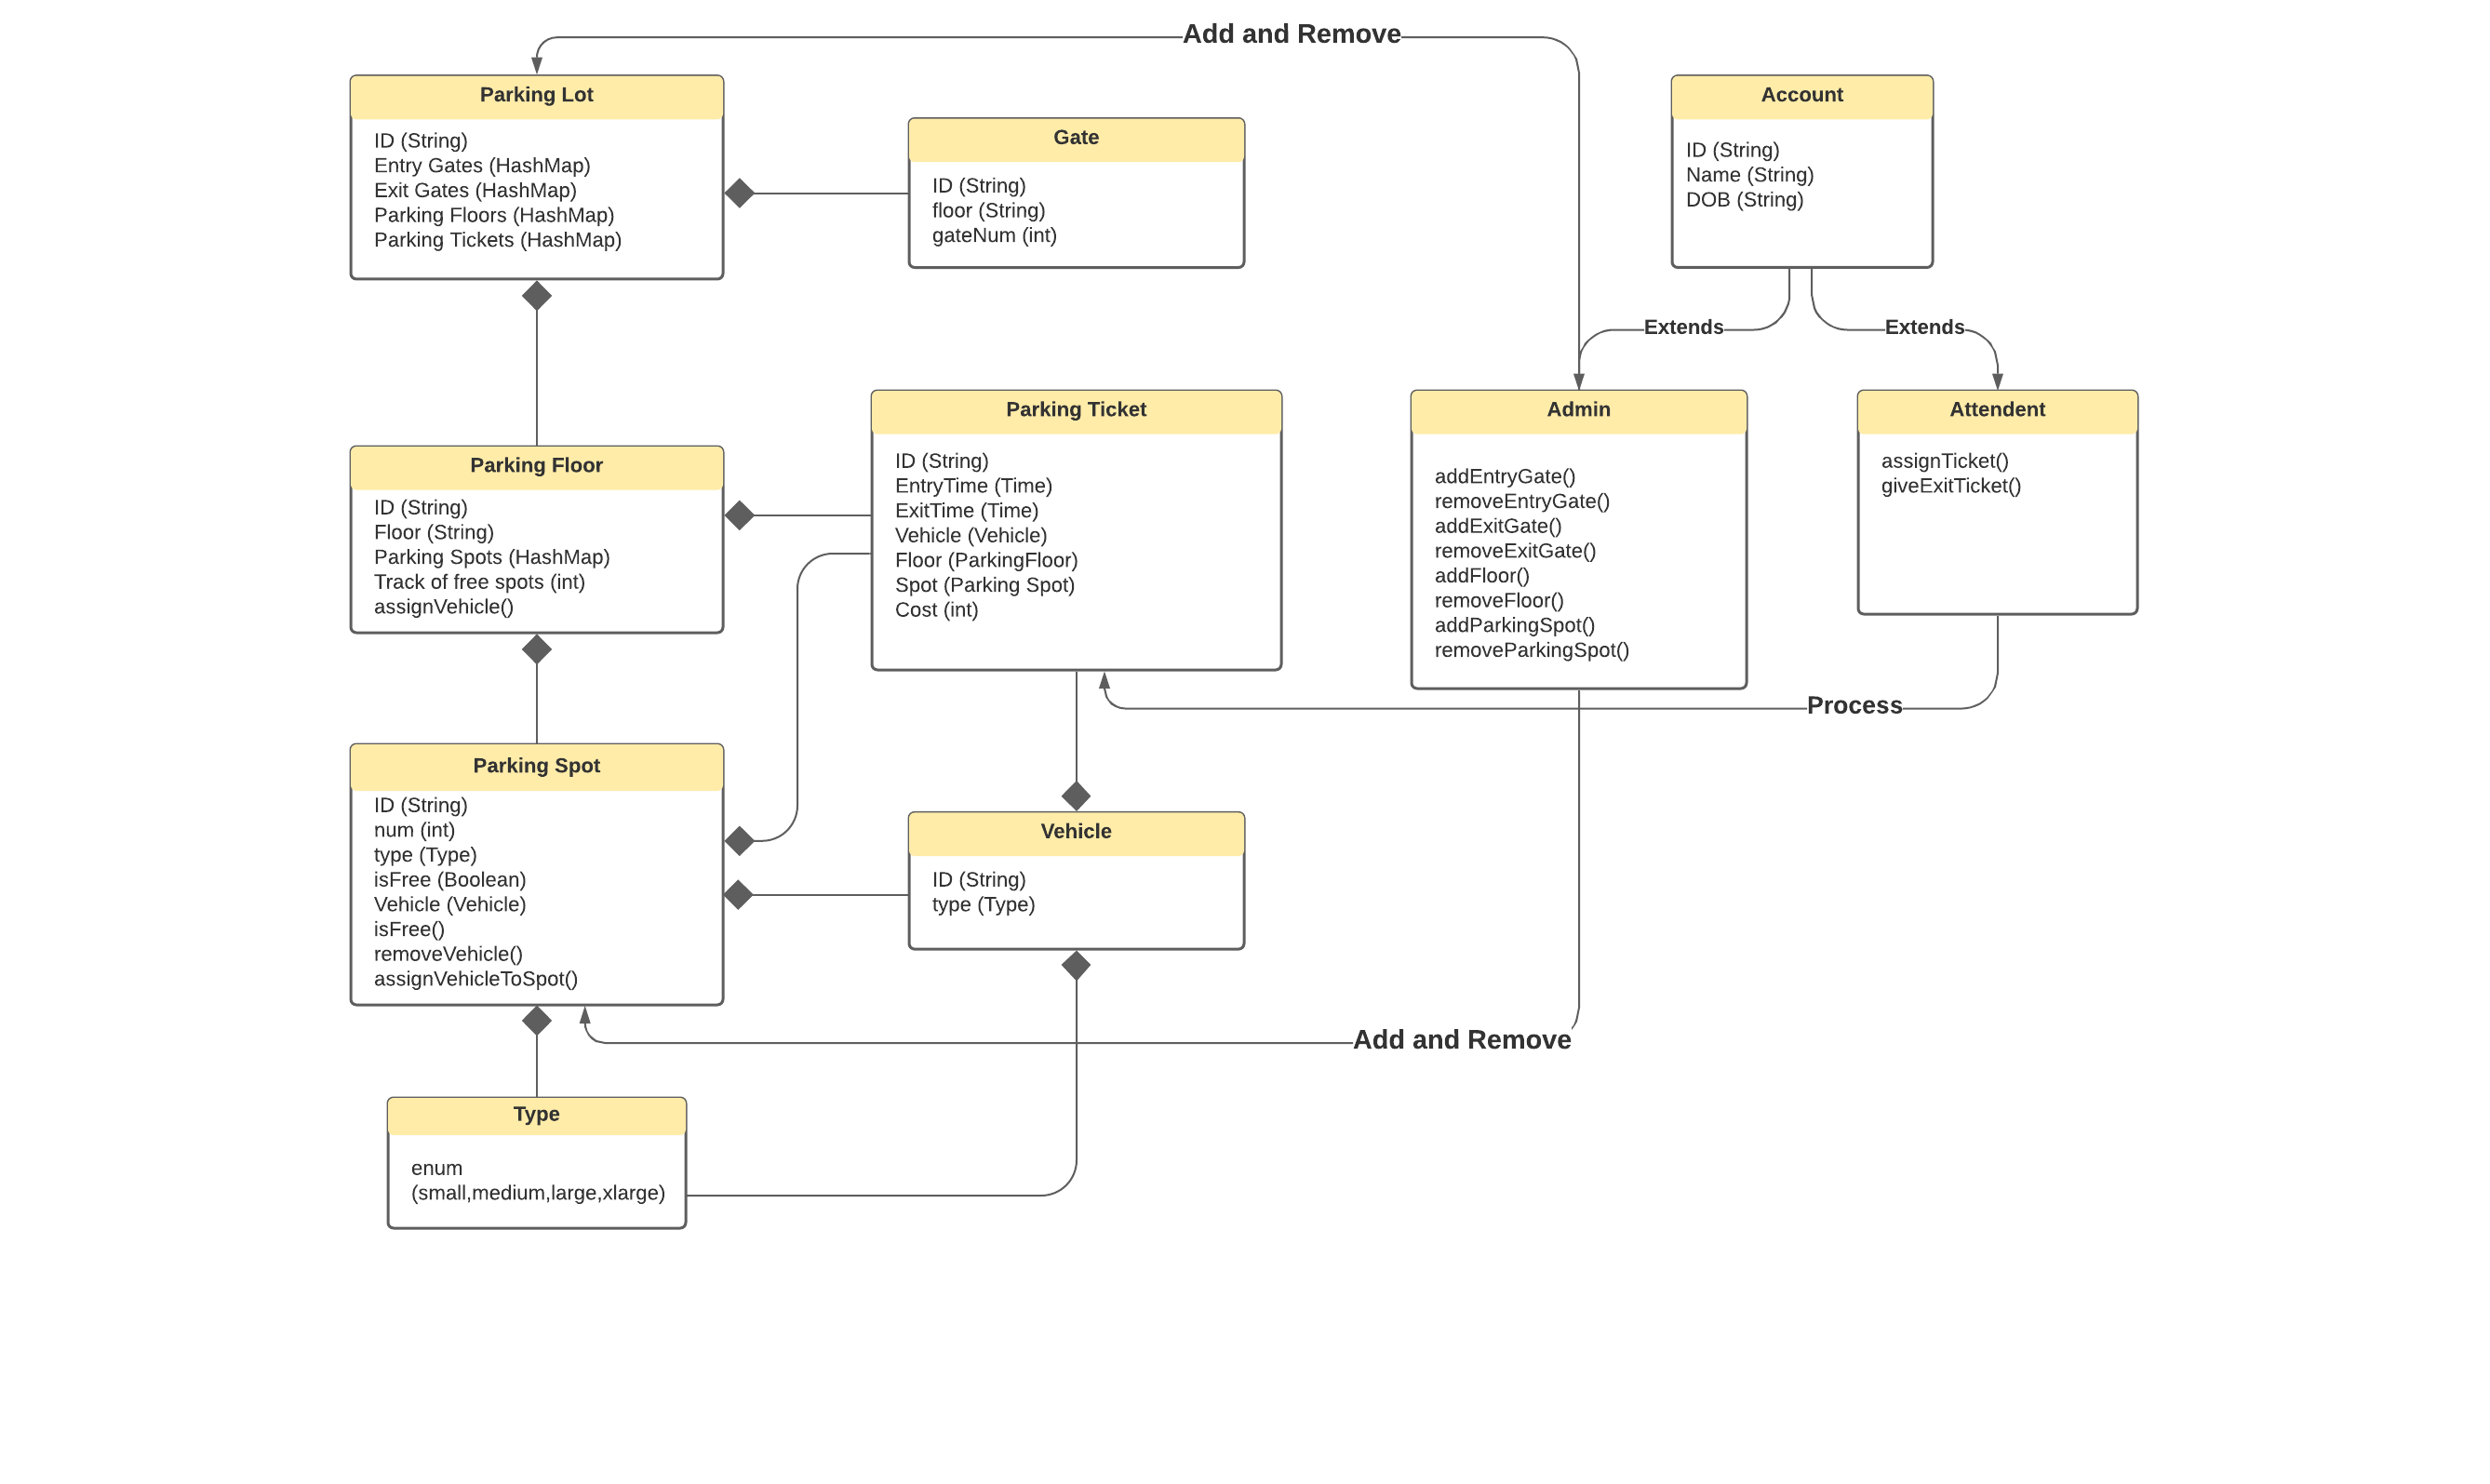 Add and Remove
Parking Lot
ID (String)
Entry Gates (HashMap)
Exit Gates (HashMap)
Parking Floors (HashMap)
Parking Tickets (HashMap)
Gate
ID (String)
floor (String)
gateNum (int)
Account
ID (String)
Name (String)
DOB (String)
Extends
Extends
Parking Floor
ID (String)
Floor (String)
Parking Spots (HashMap)
Track of free spots (int)
assignVehicle()
Parking Ticket
ID (String)
EntryTime (Time)
ExitTime (Time)
Vehicle (Vehicle)
Floor (ParkingFloor)
Spot (Parking Spot)
Cost (int)
Admin
addEntryGate()
removeEntryGate()
addExitGate()
removeExitGate()
addFloor()
removeFloor()
addParkingSpot()
removeParkingSpot()
Attendent
assignTicket()
giveExitTicket()
Process
Parking Spot
ID (String)
num (int)
type (Type)
isFree (Boolean)
Vehicle (Vehicle)
isFree()
removeVehicle()
assignVehicleToSpot()
Vehicle
ID (String)
type (Type)
Add and Remove
Type
enum
(small,medium,large,xlarge)